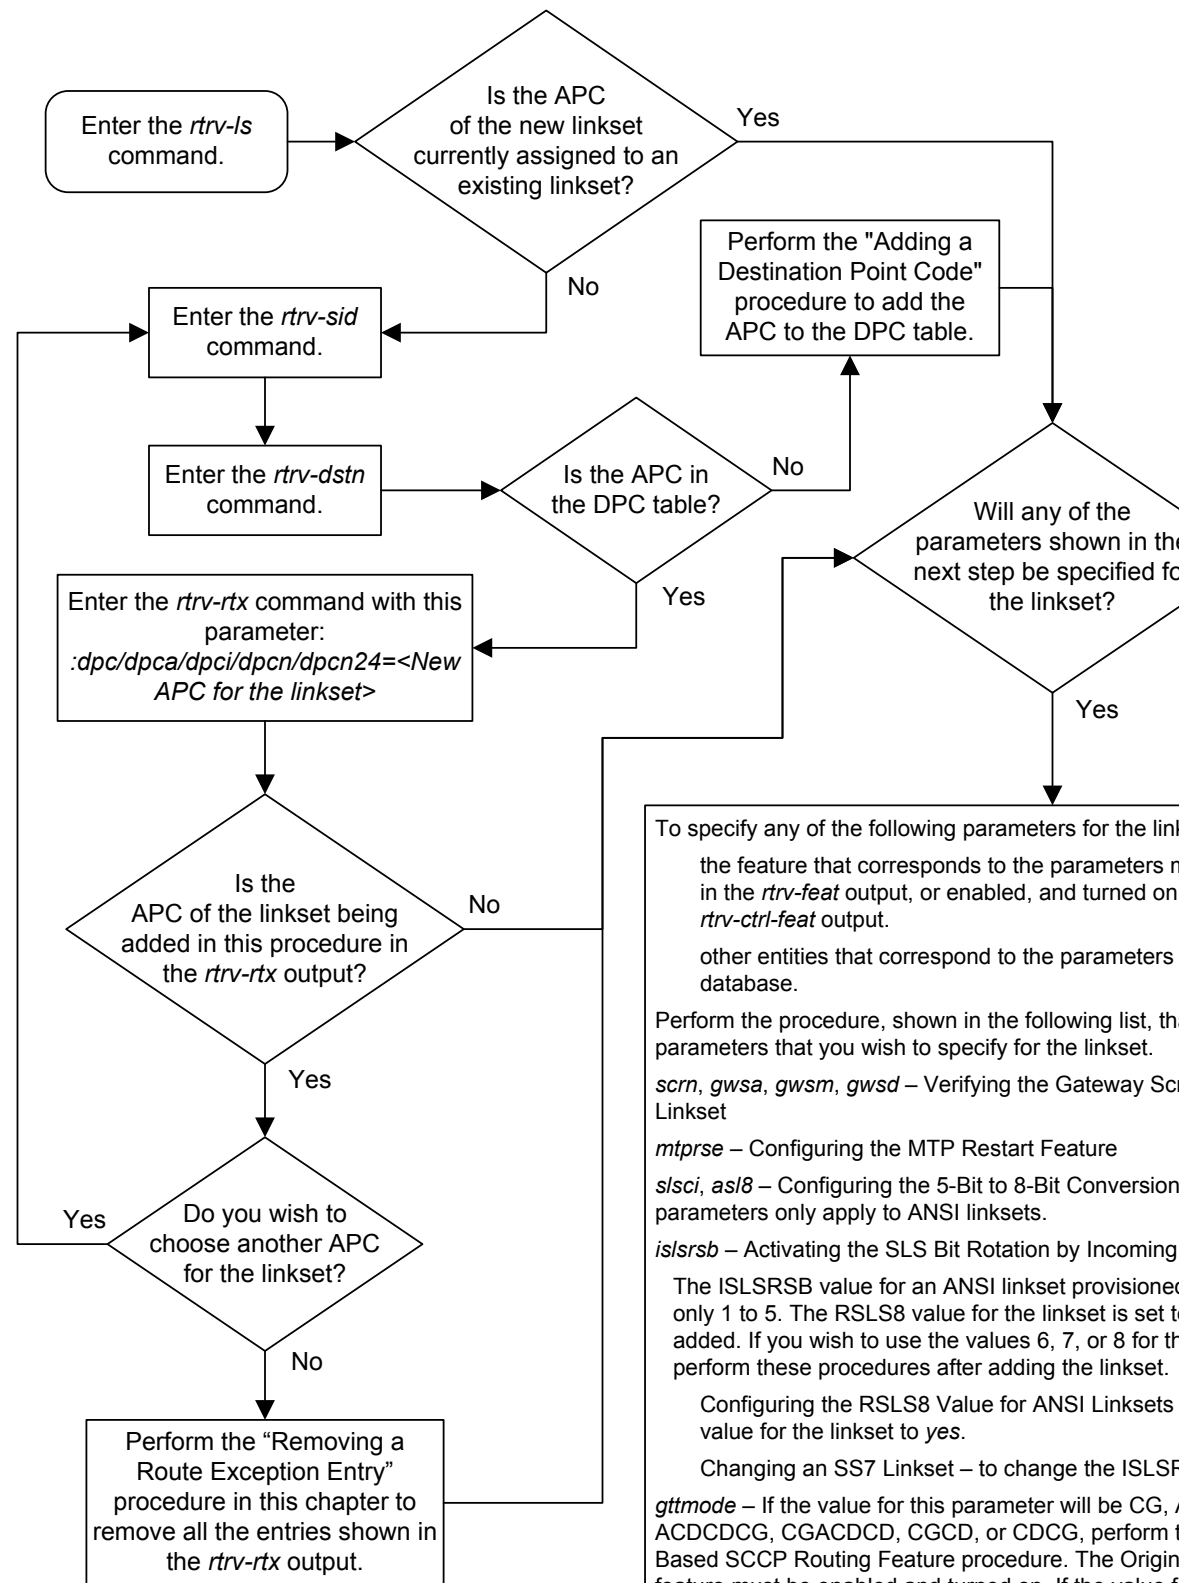 Enter the rtrv-ls
command.
Is the APC
of the new linkset
currently assigned to an
existing linkset?
Yes
No
Perform the "Adding a
Destination Point Code"
procedure to add the
APC to the DPC table.
Enter the rtrv-sid
command.
Enter the rtrv-dstn
command.
Is the APC in
the DPC table?
No
Yes
Will any of the
parameters shown in the
next step be specified fo
the linkset?
Yes
Enter the rtrv-rtx command with this
parameter:
:dpc/dpca/dpci/dpcn/dpcn24=<New
APC for the linkset>
Is the
APC of the linkset being
added in this procedure in
the rtrv-rtx output?
No
Yes
Do you wish to
choose another APC
for the linkset?
Yes
No
Perform the “Removing a
Route Exception Entry”
procedure in this chapter to
remove all the entries shown in
the rtrv-rtx output.
To specify any of the following parameters for the link
the feature that corresponds to the parameters m
in the rtrv-feat output, or enabled, and turned on
rtrv-ctrl-feat output.
other entities that correspond to the parameters
database.
Perform the procedure, shown in the following list, tha
parameters that you wish to specify for the linkset.
scrn, gwsa, gwsm, gwsd – Verifying the Gateway Scr
Linkset
mtprse – Configuring the MTP Restart Feature
slsci, asl8 – Configuring the 5-Bit to 8-Bit Conversion
parameters only apply to ANSI linksets.
islsrsb – Activating the SLS Bit Rotation by Incoming
The ISLSRSB value for an ANSI linkset provisioned
only 1 to 5. The RSLS8 value for the linkset is set to
added. If you wish to use the values 6, 7, or 8 for th
perform these procedures after adding the linkset.
Configuring the RSLS8 Value for ANSI Linksets
value for the linkset to yes.
Changing an SS7 Linkset – to change the ISLSR
gttmode – If the value for this parameter will be CG, A
ACDCDCG, CGACDCD, CGCD, or CDCG, perform t
Based SCCP Routing Feature procedure. The Origin
feature must be enabled and turned on. If the value f